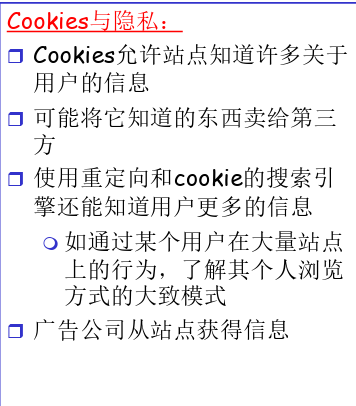 Cookies与隐私：
Cookies允许站点知道许多关于
用户的信息
可能将它知道的东西卖给第三
方
使用重定向和cookie的搜索引
擎还能知道用户更多的信息
如通过某个用户在大量站点
上的行为，了解其个人浏览
方式的大致模式
广告公司从站点获得信息